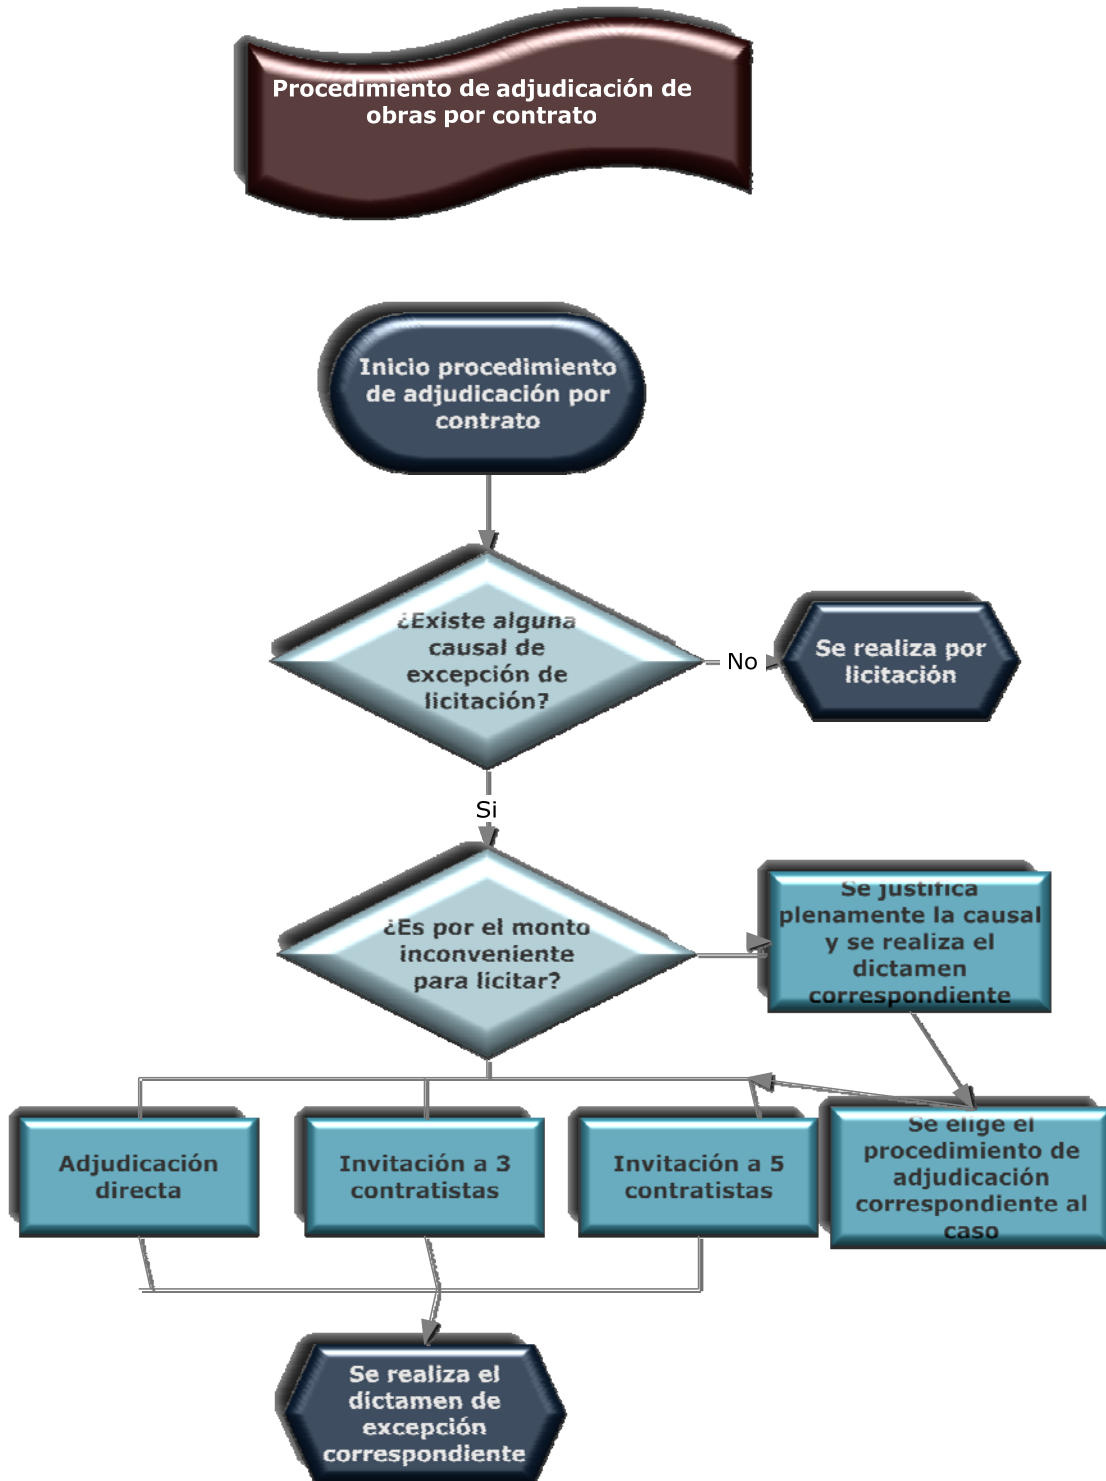 Procedimiento de adjudicación de
obras por contrato
Inicio procedimiento
de adjudicación por
contrato
¿Existe alguna
causal de
excepción de
licitación?
No
Se realiza por
licitación
Si
¿Es por el monto
inconveniente
para licitar?
Se justifica
plenamente la causal
y se realiza el
dictamen
correspondiente
Adjudicación
directa
Invitación a 3
contratistas
Invitación a 5
contratistas
Se elige el
procedimiento de
adjudicación
correspondiente al
caso
Se realiza el
dictamen de
excepción
correspondiente